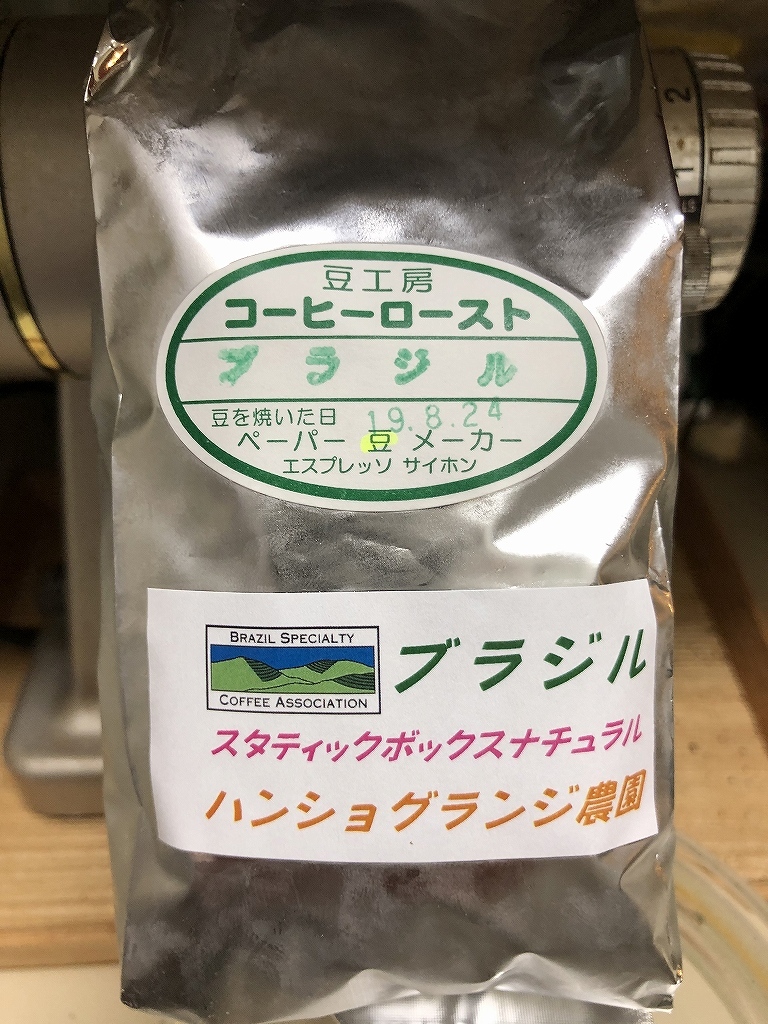 豆工房
コーヒーロースト
ブラジル
豆を焼いた日 19.8.24
ペーパー 豆 メーカー
エスプレッソ サイホン
BRAZIL SPECIALTY
COFFEE ASSOCIATION
ブラジル
スタティックボックスナチュラル
ハンショグランジ農園
2
1